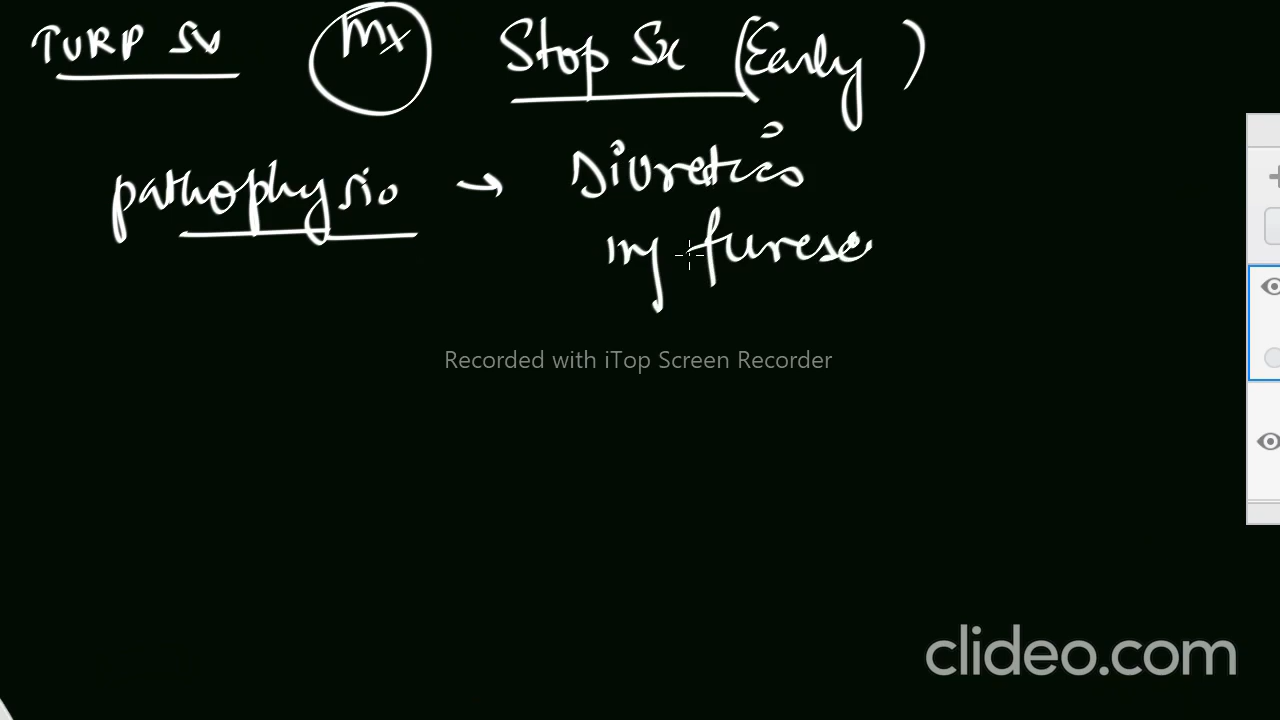 TURP Sx Mx Stop Sx (Early)
pathophysio → Diuretics
inj furese
Recorded with iTop Screen Recorder
clideo.com